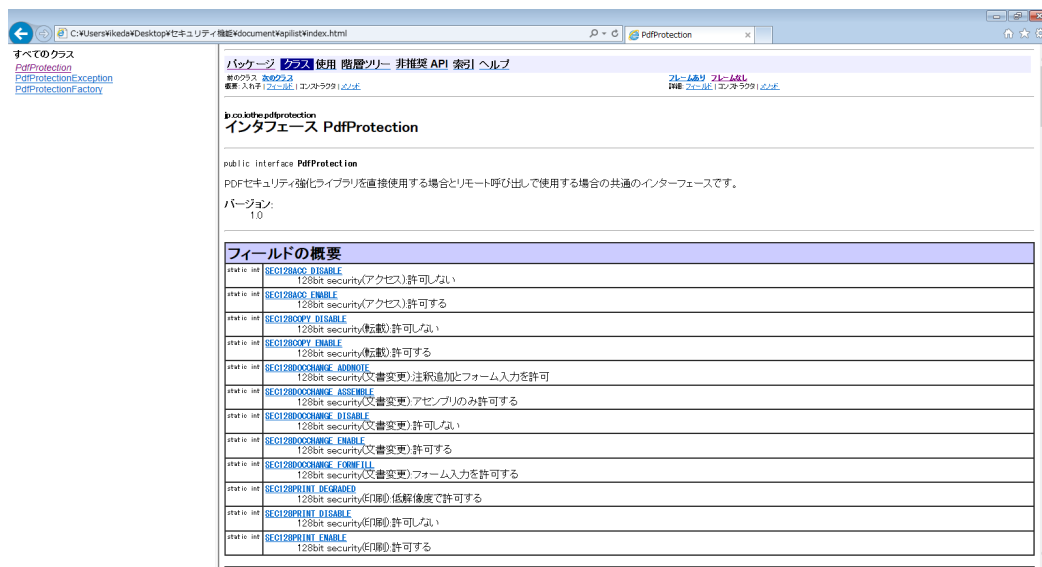 C:¥Users¥ikeda¥Desktop¥セキュリティ機能¥document¥apilist¥index.html
PdfProtection
すべてのクラス
PdfProtection
PdfProtectionException
PdfProtectionFactory
パッケージ クラス 使用 階層ツリー 非推奨 API 索引 ヘルプ
前のクラス 次のクラス フレームあり フレームなし
概要: 入れ子 | フィールド | コンストラクタ | メソッド 詳細: フィールド | コンストラクタ | メソッド
jp.co.iothe.pdfprotection
インタフェース PdfProtection
public interface PdfProtection
PDFセキュリティ強化ライブラリを直接使用する場合とリモート呼び出しで使用する場合の共通のインターフェースです。
バージョン:
1.0
フィールドの概要
static int SEC128ACC_DISABLE
128bit security(アクセス):許可しない
static int SEC128ACC_ENABLE
128bit security(アクセス):許可する
static int SEC128COPY_DISABLE
128bit security(転載):許可しない
static int SEC128COPY_ENABLE
128bit security(転載):許可する
static int SEC128DOCCHANGE_ADDNOTE
128bit security(文書変更):注釈追加とフォーム入力を許可
static int SEC128DOCCHANGE_ASSEMBLE
128bit security(文書変更):アセンブリのみ許可する
static int SEC128DOCCHANGE_DISABLE
128bit security(文書変更):許可しない
static int SEC128DOCCHANGE_ENABLE
128bit security(文書変更):許可する
static int SEC128DOCCHANGE_FORMFILL
128bit security(文書変更):フォーム入力を許可する
static int SEC128PRINT_DEGRADED
128bit security(印刷):低解像度で許可する
static int SEC128PRINT_DISABLE
128bit security(印刷):許可しない
static int SEC128PRINT_ENABLE
128bit security(印刷):許可する